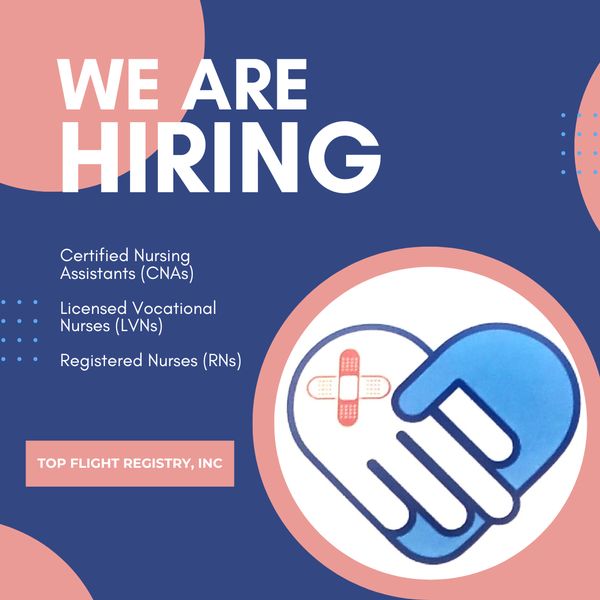 WE ARE
HIRING
Certified Nursing
Assistants (CNAs)
Licensed Vocational
Nurses (LVNs)
Registered Nurses (RNs)
TOP FLIGHT REGISTRY, INC